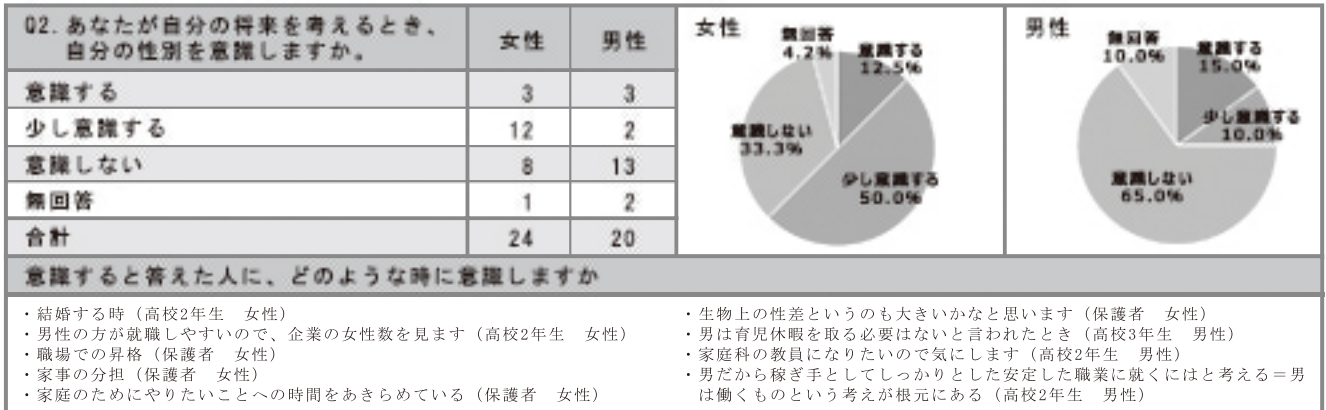 Q2. あなたが自分の将来を考えるとき、
自分の性別を意識しますか。
女性
男性
意識する
3
3
少し意識する
12
2
意識しない
8
13
無回答
1
2
合計
24
20
女性
無回答
4.2%
意識する
12.5%
意識しない
33.3%
少し意識する
50.0%
男性
無回答
10.0%
意識する
15.0%
少し意識する
10.0%
意識しない
65.0%
意識すると答えた人に、どのような時に意識しますか
・結婚する時（高校2年生　女性）
・男性の方が就職しやすいので、企業の女性数を見ます（高校2年生　女性）
・職場での昇格（保護者　女性）
・家事の分担（保護者　女性）
・家庭のためにやりたいことへの時間をあきらめている（保護者　女性）
・生物上の性差というのも大きいかなと思います（保護者　女性）
・男は育児休暇を取る必要はないと言われたとき（高校3年生　男性）
・家庭科の教員になりたいので気にします（高校2年生　男性）
・男だから稼ぎ手としてしっかりとした安定した職業に就くにはと考える＝男
は働くものという考えが根元にある（高校2年生　男性）